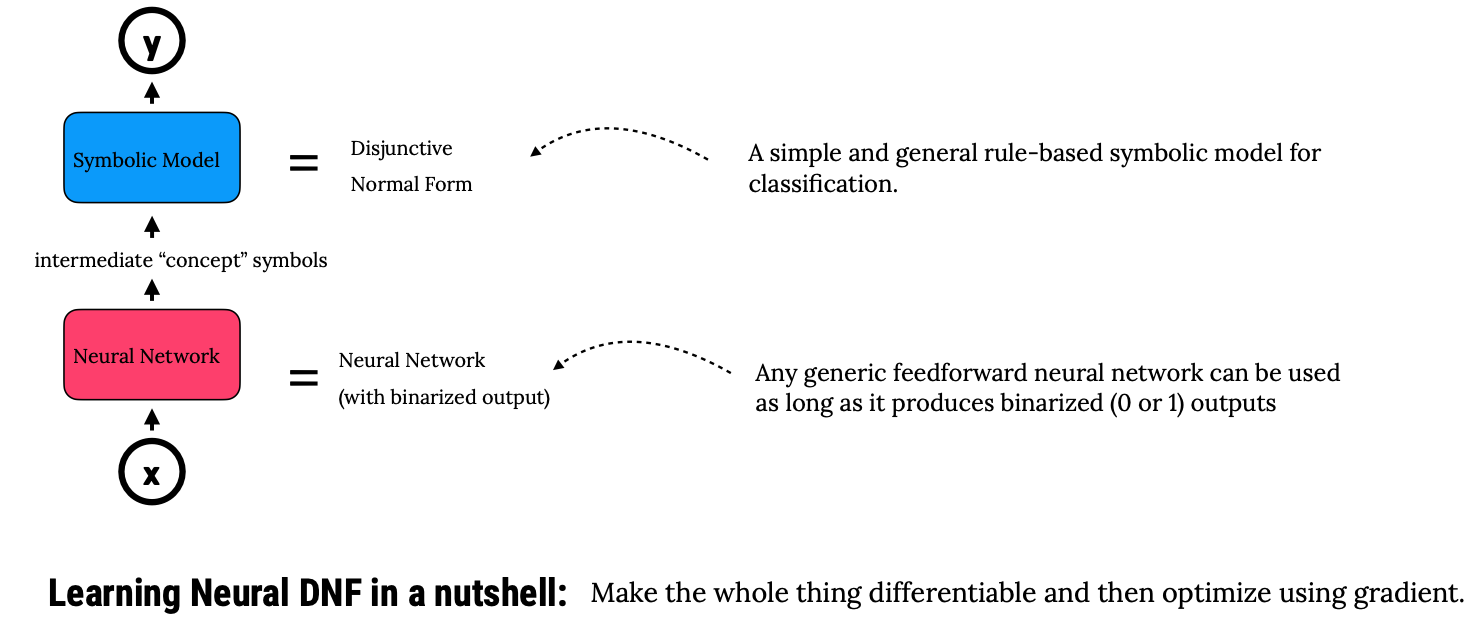 y
Symbolic Model
=
Disjunctive
Normal Form
A simple and general rule-based symbolic model for
classification.
intermediate “concept” symbols
Neural Network
=
Neural Network
(with binarized output)
Any generic feedforward neural network can be used
as long as it produces binarized (0 or 1) outputs
x
Learning Neural DNF in a nutshell: Make the whole thing differentiable and then optimize using gradient.